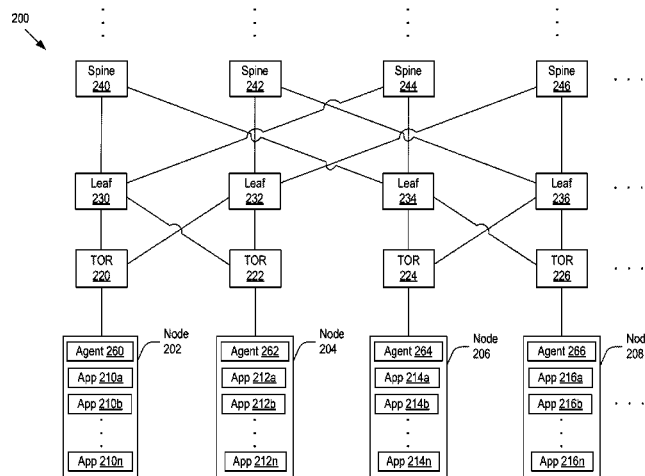 200
Spine
240
Spine
242
Spine
244
Spine
246
Leaf
230
Leaf
232
Leaf
234
Leaf
236
TOR
220
TOR
222
TOR
224
TOR
226
Node
202
Node
204
Node
206
Nod
208
Agent 260
App 210a
App 210b
App 210n
Agent 262
App 212a
App 212b
App 212n
Agent 264
App 214a
App 214b
App 214n
Agent 266
App 216a
App 216b
App 216n